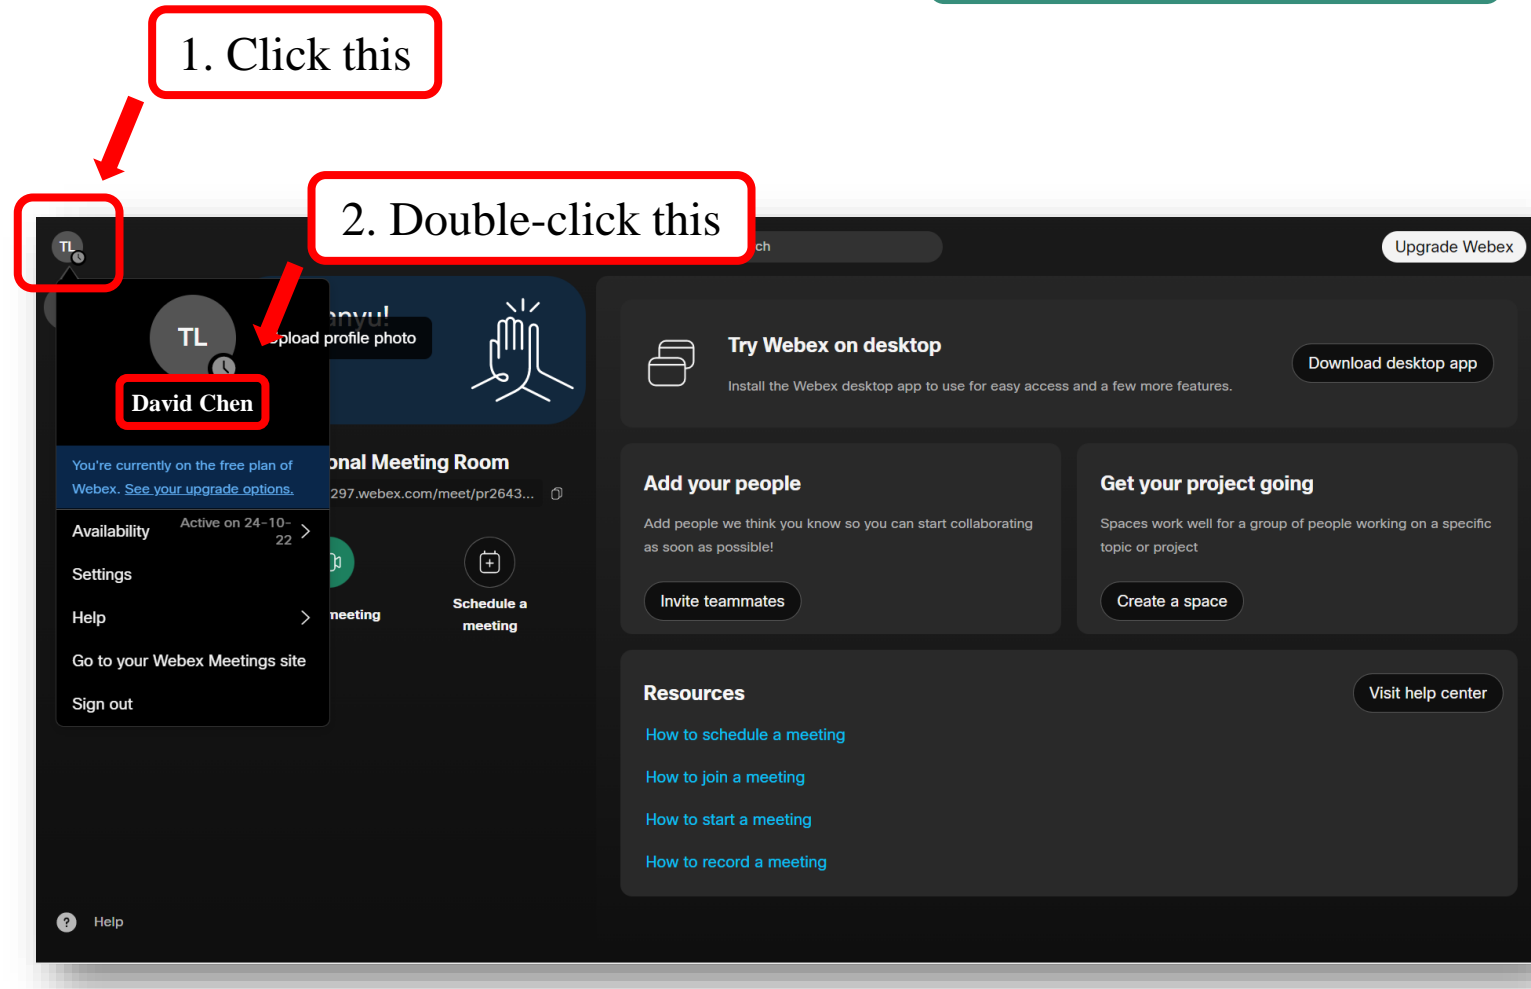 1. Click this
2. Double-click this
TL
ch
Upgrade Webex
TL
anyu!
pload profile photo
David Chen
You're currently on the free plan of
Webex. See your upgrade options.
Availability
Active on 24-10-
22
Settings
Help
Go to your Webex Meetings site
Sign out
onal Meeting Room
297.webex.com/meet/pr2643...
meeting
Schedule a
meeting
Try Webex on desktop
Install the Webex desktop app to use for easy access and a few more features.
Download desktop app
Add your people
Add people we think you know so you can start collaborating
as soon as possible!
Invite teammates
Get your project going
Spaces work well for a group of people working on a specific
topic or project
Create a space
Resources
Visit help center
How to schedule a meeting
How to join a meeting
How to start a meeting
How to record a meeting
? Help